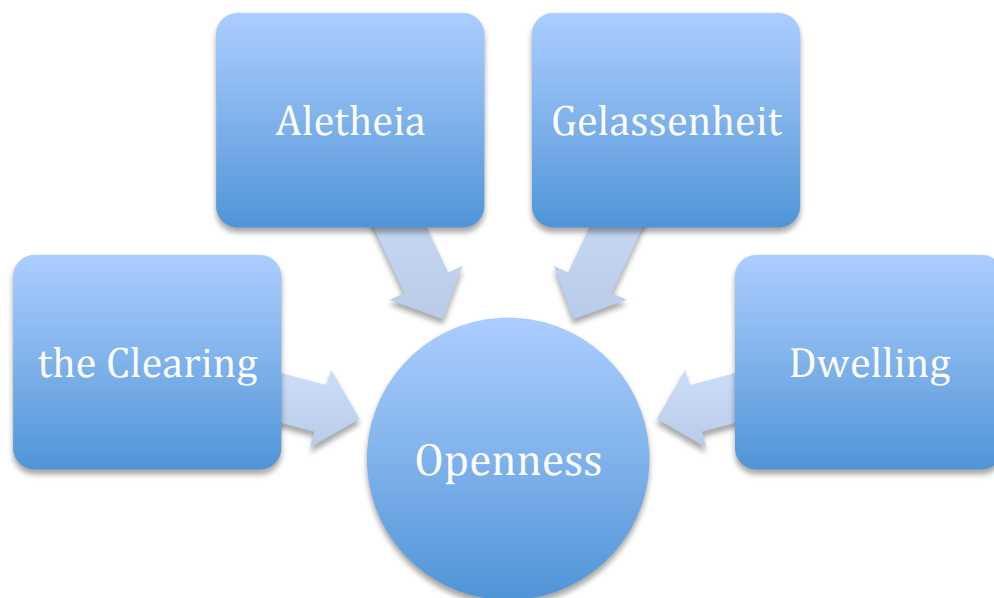 Aletheia
Gelassenheit
the Clearing
Dwelling
Openness